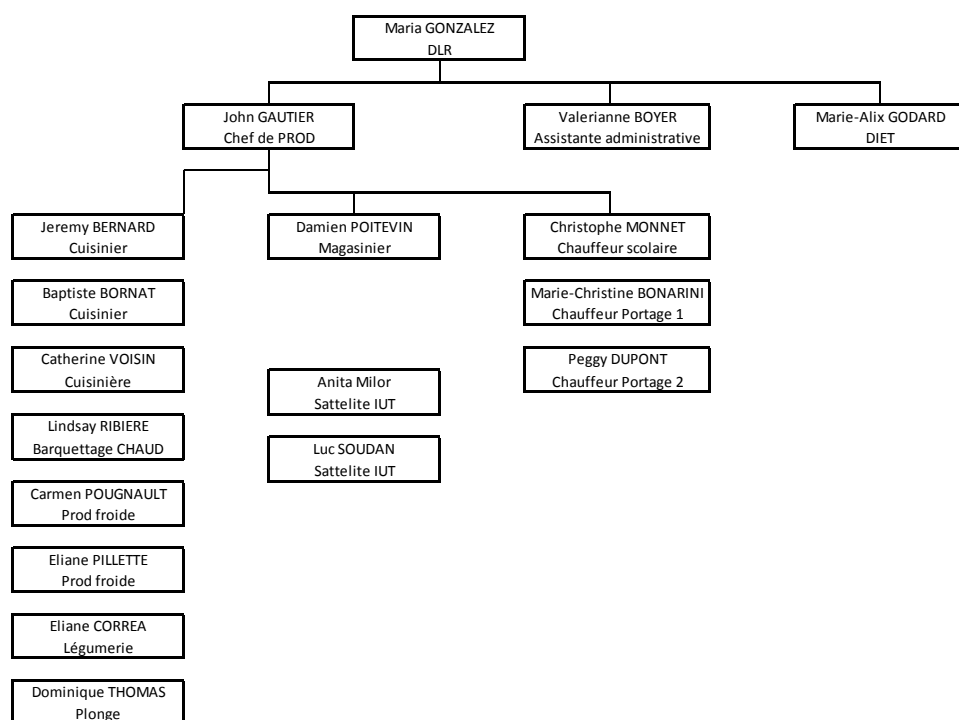 Maria GONZALEZ
DLR
John GAUTIER
Chef de PROD
Valerianne BOYER
Assistante administrative
Marie-Alix GODARD
DIET
Jeremy BERNARD
Cuisinier
Damien POITEVIN
Magasinier
Christophe MONNET
Chauffeur scolaire
Baptiste BORNAT
Cuisinier
Marie-Christine BONARINI
Chauffeur Portage 1
Catherine VOISIN
Cuisinière
Peggy DUPONT
Chauffeur Portage 2
Anita Milor
Sattelite IUT
Lindsay RIBIERE
Barquettage CHAUD
Luc SOUDAN
Sattelite IUT
Carmen POUGNAULT
Prod froide
Eliane PILLETTE
Prod froide
Eliane CORREA
Légumerie
Dominique THOMAS
Plonge